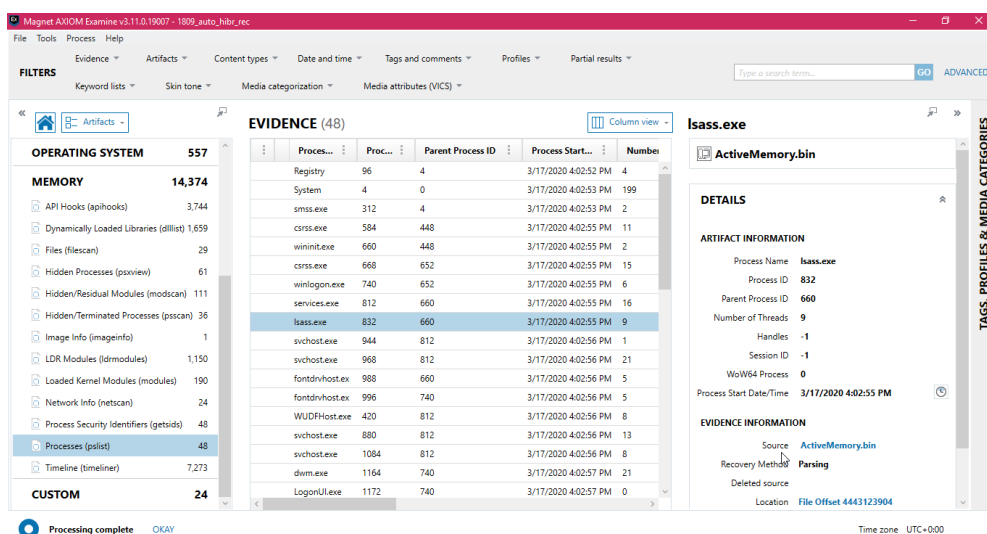 Magnet AXIOM Examine v3.11.0.19007 - 1809_auto_hibr_rec
File Tools Process Help
FILTERS
Evidence Artifacts Content types Date and time Tags and comments Profiles Partial results
Keyword lists Skin tone Media categorization Media attributes (VICS)
Type a search term...
GO ADVANCED
Artifacts
OPERATING SYSTEM 557
MEMORY 14,374
API Hooks (apihooks) 3,744
Dynamically Loaded Libraries (dlllist) 1,659
Files (filescan) 29
Hidden Processes (psxview) 61
Hidden/Residual Modules (modscan) 111
Hidden/Terminated Processes (psscan) 36
Image Info (imageinfo) 1
LDR Modules (ldrmodules) 1,150
Loaded Kernel Modules (modules) 190
Network Info (netscan) 24
Process Security Identifiers (getsids) 48
Processes (pslist) 48
Timeline (timeliner) 7,273
CUSTOM 24
EVIDENCE (48)
Column view
Proces... Proc... Parent Process ID Process Start... Number
Registry 96 4 3/17/2020 4:02:52 PM 4
System 4 0 3/17/2020 4:02:53 PM 199
smss.exe 312 4 3/17/2020 4:02:53 PM 2
csrss.exe 584 448 3/17/2020 4:02:55 PM 11
wininit.exe 660 448 3/17/2020 4:02:55 PM 2
csrss.exe 668 652 3/17/2020 4:02:55 PM 15
winlogon.exe 740 652 3/17/2020 4:02:55 PM 6
services.exe 812 660 3/17/2020 4:02:55 PM 16
lsass.exe 832 660 3/17/2020 4:02:55 PM 9
svchost.exe 944 812 3/17/2020 4:02:56 PM 1
svchost.exe 968 812 3/17/2020 4:02:56 PM 21
fontdrvhost.ex 988 660 3/17/2020 4:02:56 PM 5
fontdrvhost.ex 996 740 3/17/2020 4:02:56 PM 5
WUDFHost.exe 420 812 3/17/2020 4:02:56 PM 8
svchost.exe 880 812 3/17/2020 4:02:56 PM 13
svchost.exe 1084 812 3/17/2020 4:02:56 PM 8
dwm.exe 1164 740 3/17/2020 4:02:57 PM 21
LogonUI.exe 1172 740 3/17/2020 4:02:57 PM 0
lsass.exe
ActiveMemory.bin
DETAILS
ARTIFACT INFORMATION
Process Name lsass.exe
Process ID 832
Parent Process ID 660
Number of Threads 9
Handles -1
Session ID -1
WoW64 Process 0
Process Start Date/Time 3/17/2020 4:02:55 PM
EVIDENCE INFORMATION
Source ActiveMemory.bin
Recovery Method Parsing
Deleted source
Location File Offset 4443123904
TAGS, PROFILES & MEDIA CATEGORIES
Processing complete OKAY
Time zone UTC+0:00